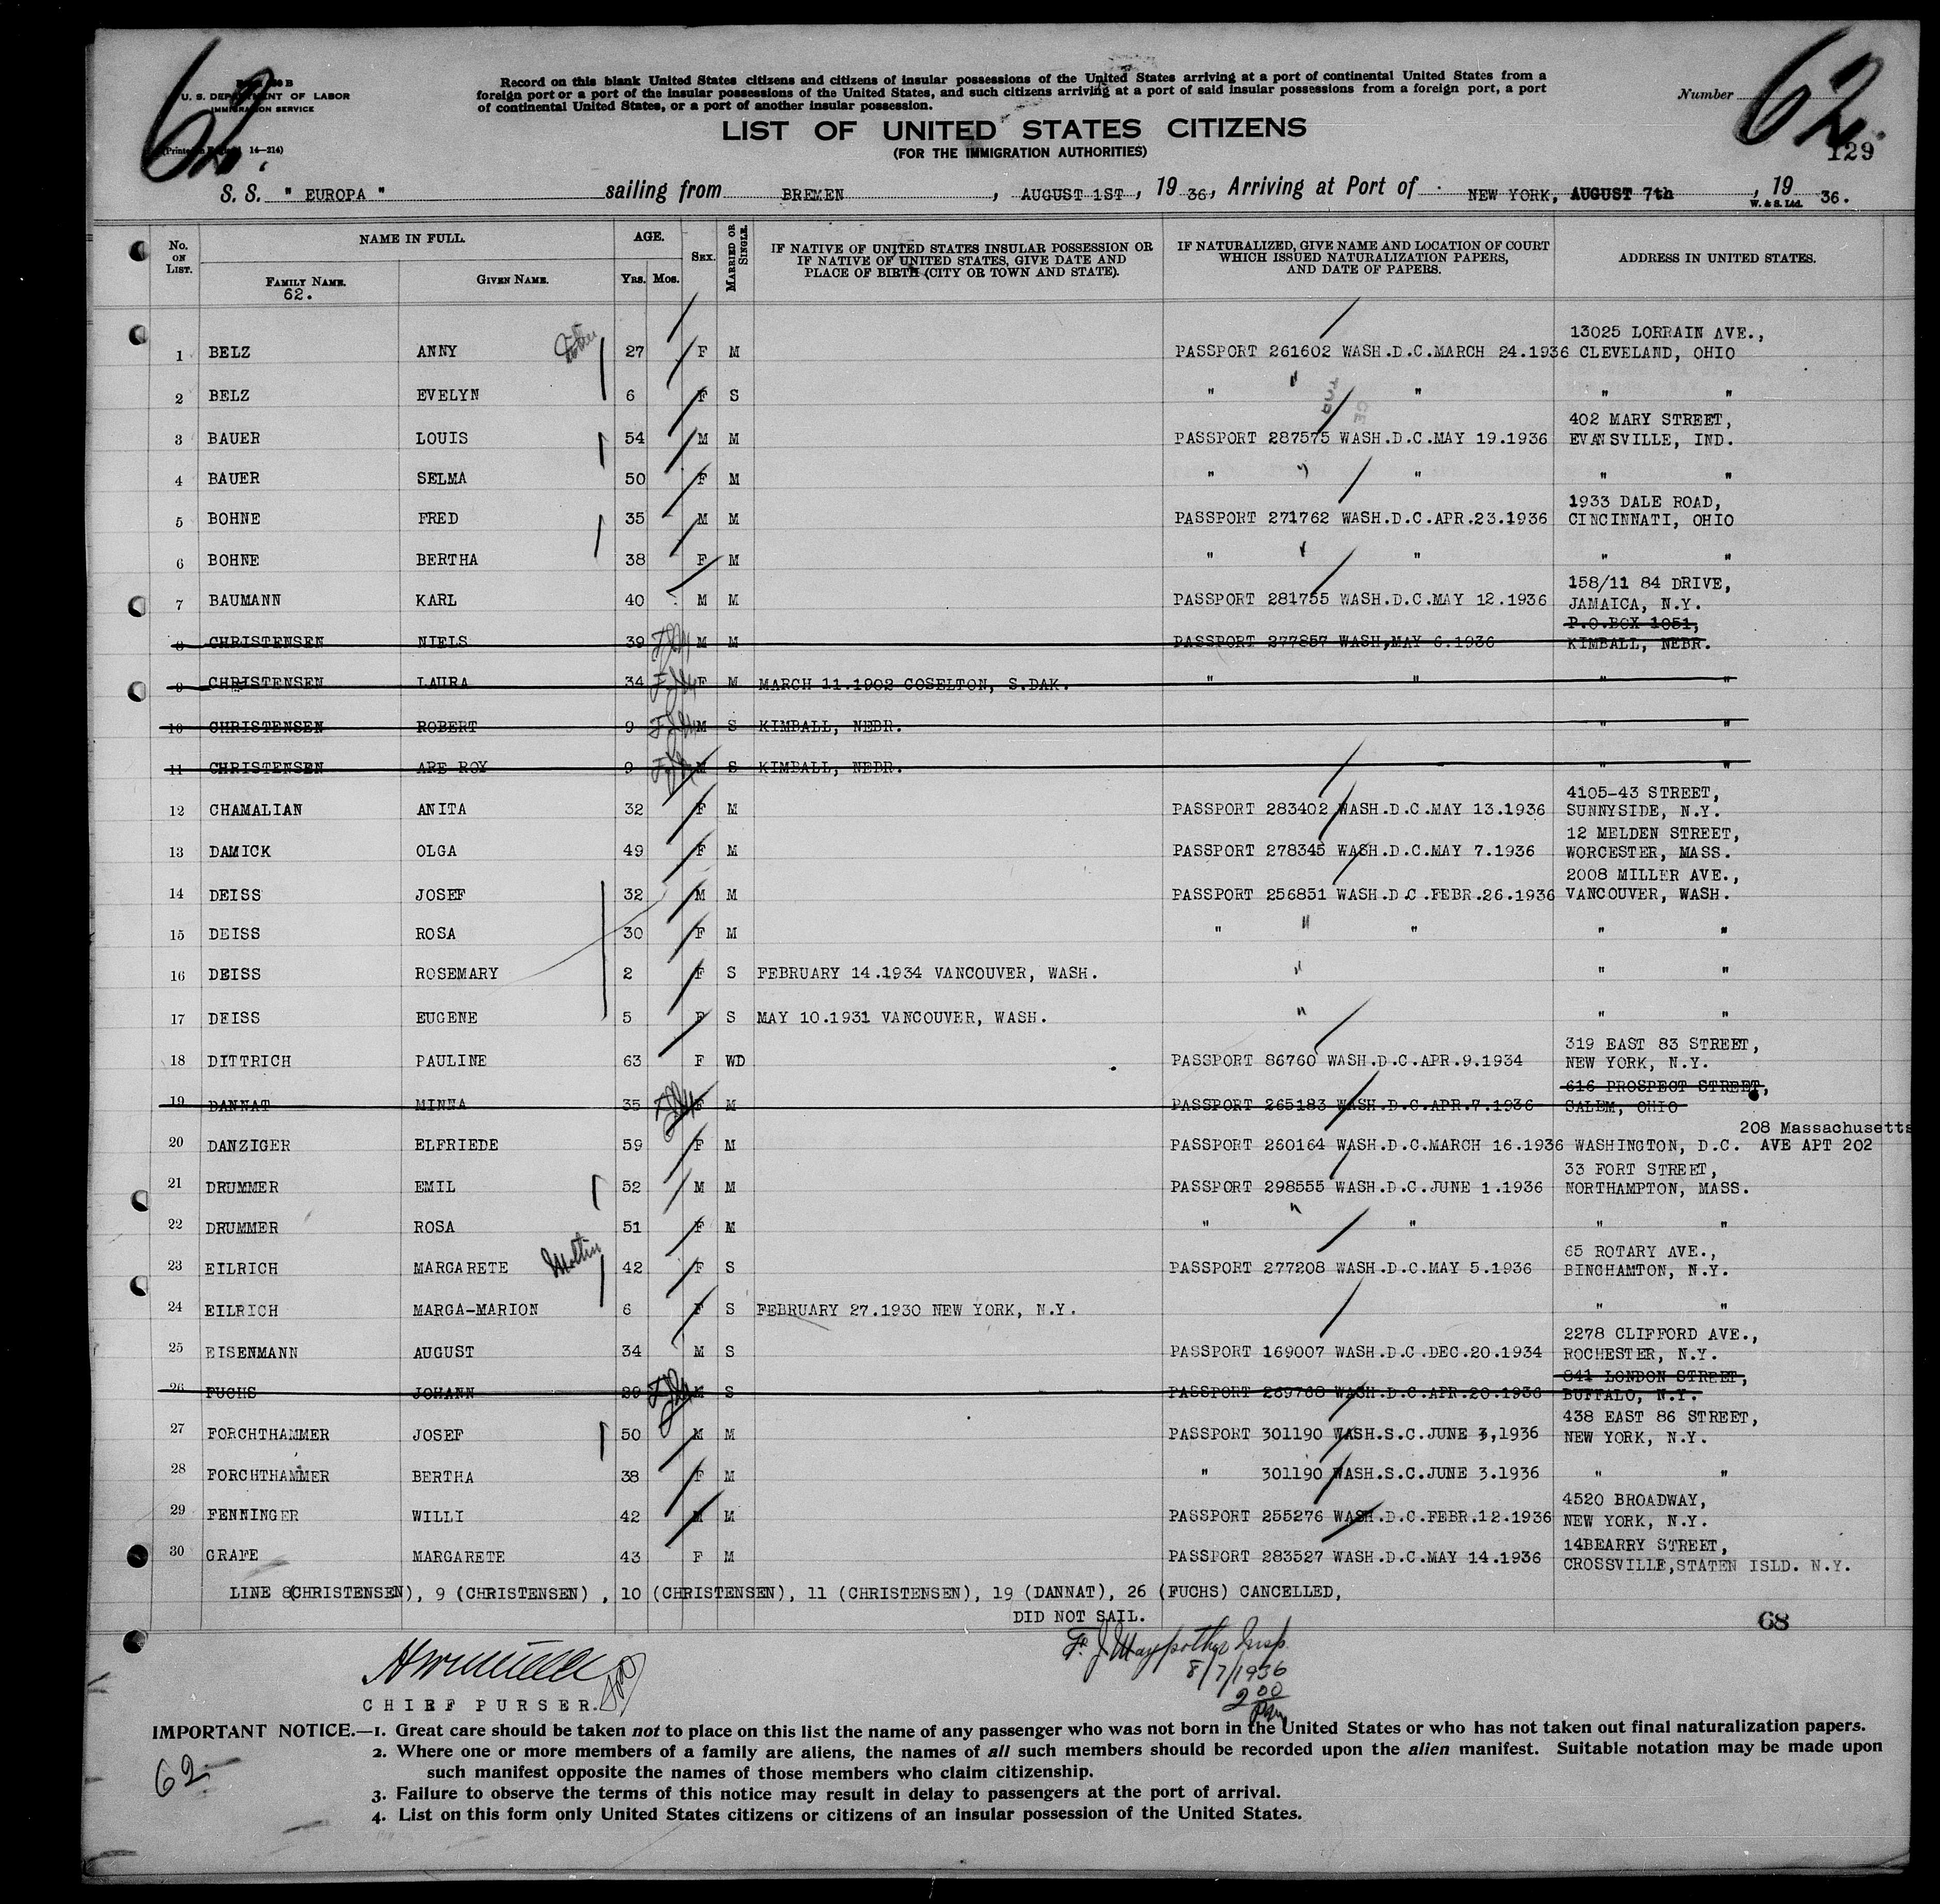 62.
62.
U. S. DEPARTMENT OF LABOR
IMMIGRATION SERVICE
14—214)
Record on this blank United States citizens and citizens of insular possessions of the United States arriving at a port of continental United States from a
foreign port or a port of the insular possessions of the United States, and such citizens arriving at a port of said insular possessions from a foreign port, a port
of continental United States, or a port of another insular possession.
Number
129
LIST OF UNITED STATES CITIZENS
(FOR THE IMMIGRATION AUTHORITIES)
S. S. " EUROPA " sailing from BREMEN , AUGUST 1ST , 19 36, Arriving at Port of NEW YORK, AUGUST 7th , 19 36.
W. & S. Ltd.
No. ON LIST. NAME IN FULL. AGE. SEX. MARRIED OR SINGLE. IF NATIVE OF UNITED STATES INSULAR POSSESSION OR IF NATIVE OF UNITED STATES, GIVE DATE AND PLACE OF BIRTH (CITY OR TOWN AND STATE). IF NATURALIZED, GIVE NAME AND LOCATION OF COURT WHICH ISSUED NATURALIZATION PAPERS, AND DATE OF PAPERS. ADDRESS IN UNITED STATES.
FAMILY NAME. GIVEN NAME. YRS. MOS.
62.
13025 LORRAIN AVE.,
1 BELZ ANNY 27 F M PASSPORT 261602 WASH.D.C.MARCH 24.1936 CLEVELAND, OHIO
2 BELZ EVELYN 6 F S " " " " "
402 MARY STREET,
3 BAUER LOUIS 54 M M PASSPORT 287575 WASH.D.C.MAY 19.1936 EVANSVILLE, IND.
4 BAUER SELMA 50 F M " " " " "
1933 DALE ROAD,
5 BOHNE FRED 35 M M PASSPORT 271762 WASH.D.C.APR.23.1936 CINCINNATI, OHIO
6 BOHNE BERTHA 38 F M " " " " "
158/11 84 DRIVE,
7 BAUMANN KARL 40 M M PASSPORT 281755 WASH.D.C.MAY 12.1936 JAMAICA, N.Y.
P.O.BOX 1051,
8 CHRISTENSEN NIELS 39 M M PASSPORT 277857 WASH,MAY 6.1936 KIMBALL, NEBR.
9 CHRISTENSEN LAURA 34 F M MARCH 11.1902 COSELTON, S.DAK. " " " "
10 CHRISTENSEN ROBERT 9 M S KIMBALL, NEBR. " "
11 CHRISTENSEN ARE ROY 9 M S KIMBALL, NEBR. " "
4105-43 STREET,
12 CHAMALIAN ANITA 32 F M PASSPORT 283402 WASH.D.C.MAY 13.1936 SUNNYSIDE, N.Y.
12 MELDEN STREET,
13 DAMICK OLGA 49 F M PASSPORT 278345 WASH.D.C.MAY 7.1936 WORCESTER, MASS.
2008 MILLER AVE.,
14 DEISS JOSEF 32 M M PASSPORT 256851 WASH.D.C.FEBR.26.1936 VANCOUVER, WASH.
15 DEISS ROSA 30 F M " " " " "
16 DEISS ROSEMARY 2 F S FEBRUARY 14.1934 VANCOUVER, WASH. " " "
17 DEISS EUGENE 5 F S MAY 10.1931 VANCOUVER, WASH. " " "
319 EAST 83 STREET,
18 DITTRICH PAULINE 63 F WD PASSPORT 86760 WASH.D.C.APR.9.1934 NEW YORK, N.Y.
616 PROSPECT STREET,
19 DANNAT MINNA 35 F M PASSPORT 265183 WASH.D.C.APR.7.1936 SALEM, OHIO
208 Massachusetts
20 DANZIGER ELFRIEDE 59 F M PASSPORT 260164 WASH.D.C.MARCH 16.1936 WASHINGTON, D.C. AVE APT 202
33 FORT STREET,
21 DRUMMER EMIL 52 M M PASSPORT 298555 WASH.D.C.JUNE 1.1936 NORTHAMPTON, MASS.
22 DRUMMER ROSA 51 F M " " " " "
65 ROTARY AVE.,
23 EILRICH MARGARETE 42 F S PASSPORT 277208 WASH.D.C.MAY 5.1936 BINGHAMTON, N.Y.
24 EILRICH MARGA-MARION 6 F S FEBRUARY 27.1930 NEW YORK, N.Y. " "
2278 CLIFFORD AVE.,
25 EISENMANN AUGUST 34 M S PASSPORT 169007 WASH.D.C.DEC.20.1934 ROCHESTER, N.Y.
841 LONDON STREET,
26 FUCHS JOHANN 29 M S PASSPORT 269768 WASH.D.C.APR.20.1936 BUFFALO, N.Y.
438 EAST 86 STREET,
27 FORCHTHAMMER JOSEF 50 M M PASSPORT 301190 WASH.S.C.JUNE 3,1936 NEW YORK, N.Y.
28 FORCHTHAMMER BERTHA 38 F M " 301190 WASH.S.C.JUNE 3.1936 " "
4520 BROADWAY,
29 FENNINGER WILLI 42 M M PASSPORT 255276 WASH.D.C.FEBR.12.1936 NEW YORK, N.Y.
14BEARRY STREET,
30 GRAFE MARGARETE 43 F M PASSPORT 283527 WASH.D.C.MAY 14.1936 CROSSVILLE,STATEN ISLD. N.Y.
LINE 8(CHRISTENSEN), 9 (CHRISTENSEN) , 10 (CHRISTENSEN), 11 (CHRISTENSEN), 19 (DANNAT), 26 (FUCHS) CANCELLED,
DID NOT SAIL.
68
8/7/1936
2 00
pm
CHIEF PURSER.
IMPORTANT NOTICE.—1. Great care should be taken not to place on this list the name of any passenger who was not born in the United States or who has not taken out final naturalization papers.
2. Where one or more members of a family are aliens, the names of all such members should be recorded upon the alien manifest. Suitable notation may be made upon
such manifest opposite the names of those members who claim citizenship.
3. Failure to observe the terms of this notice may result in delay to passengers at the port of arrival.
4. List on this form only United States citizens or citizens of an insular possession of the United States.
62